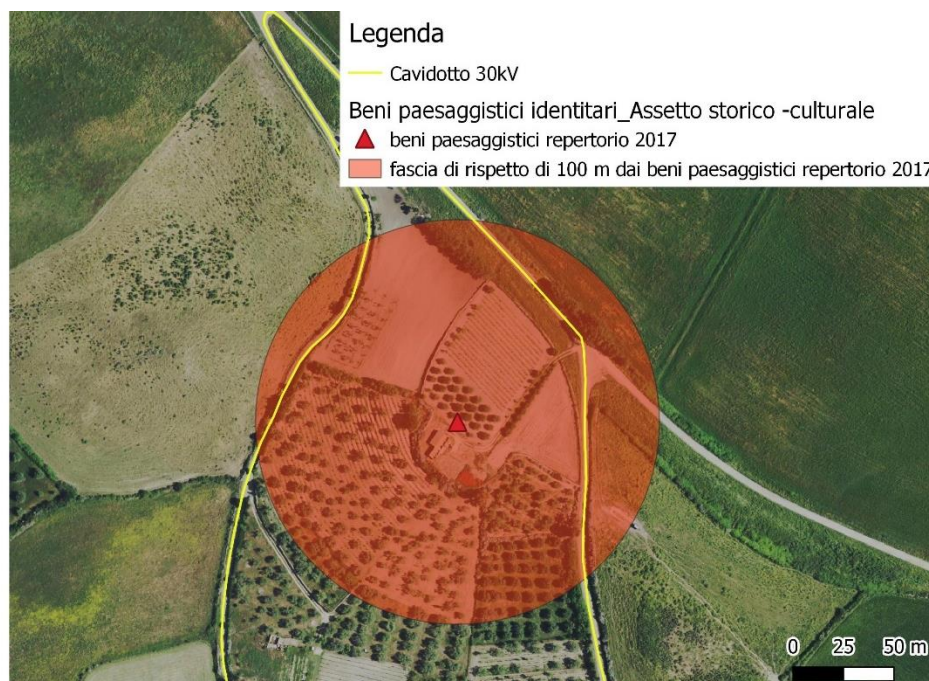 Legenda
Cavidotto 30kV
Beni paesaggistici identitari_Assetto storico -culturale
beni paesaggistici repertorio 2017
fascia di rispetto di 100 m dai beni paesaggistici repertorio 2017
0 25 50 m